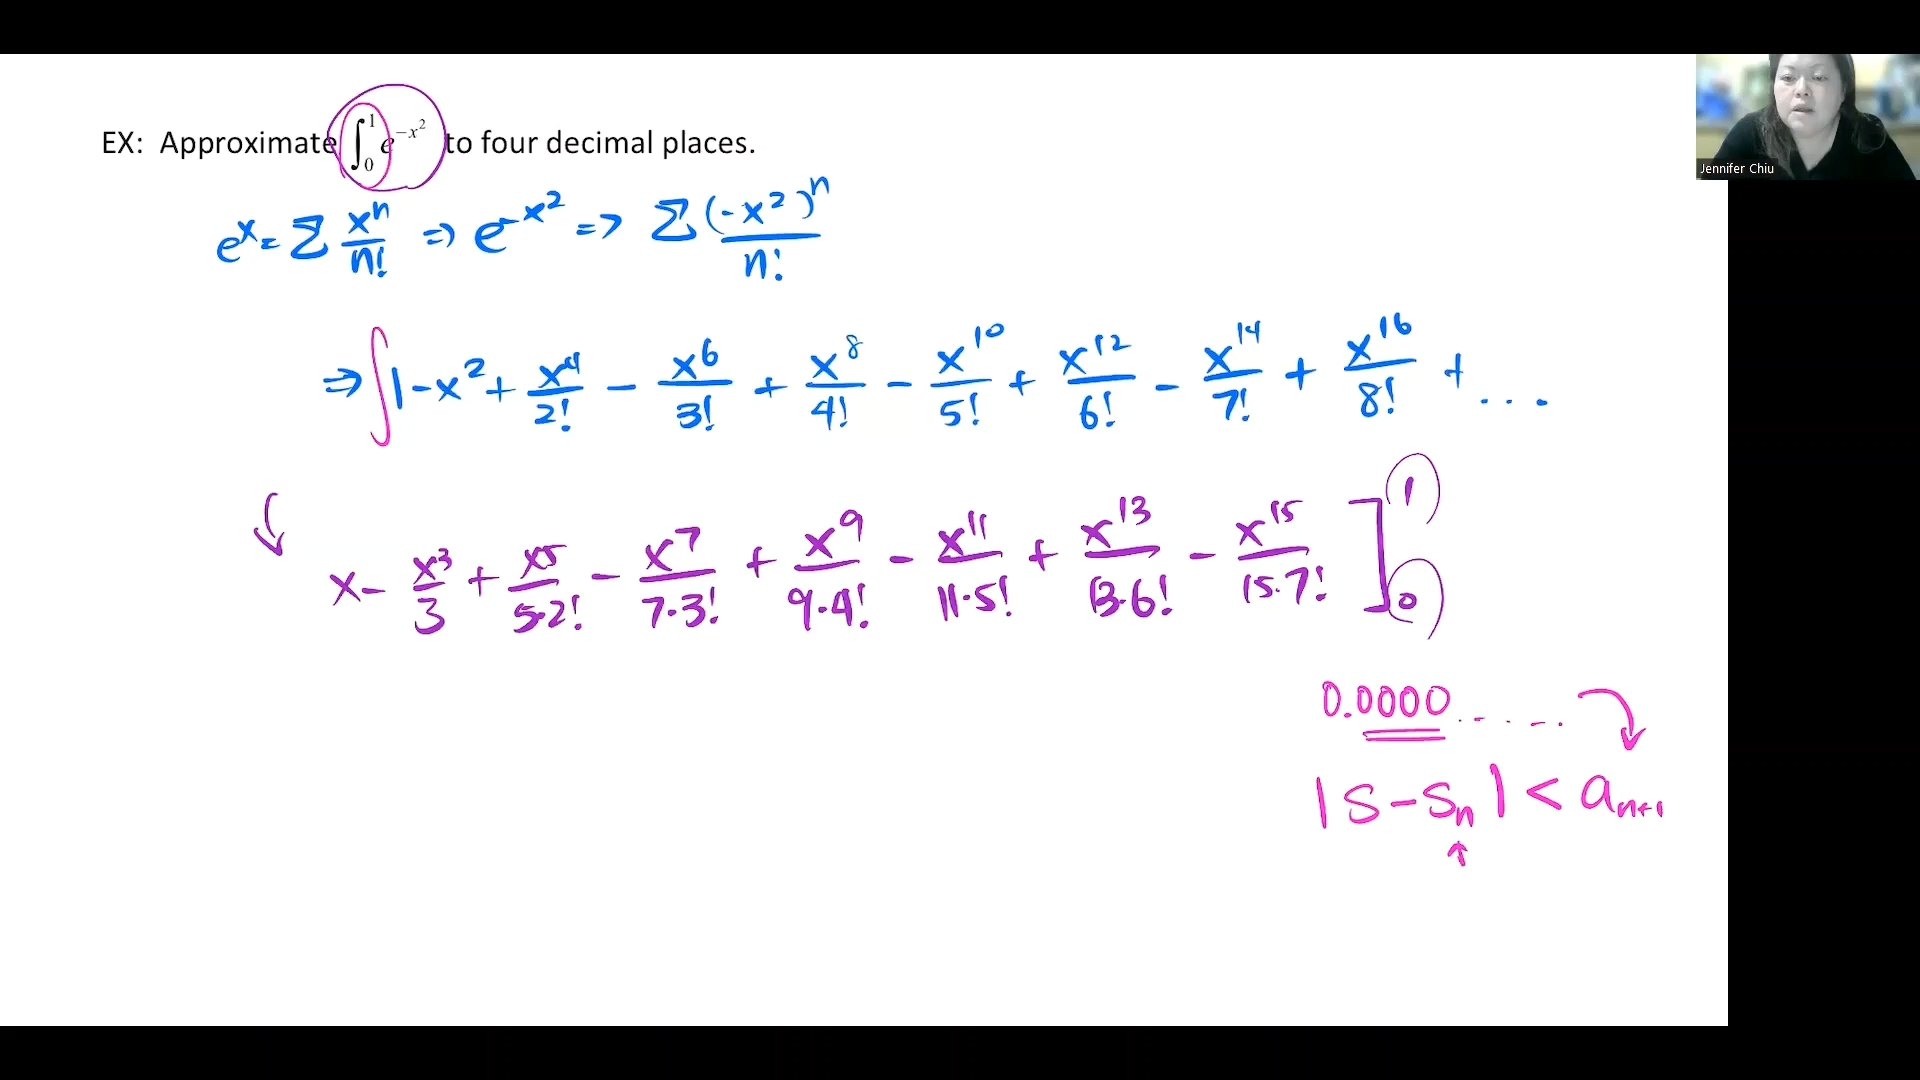 EX: Approximate ∫₀¹ e^(-x²) to four decimal places.
Jennifer Chiu
eˣ = Σ xⁿ/n! ⇒ e^(-x²) ⇒ Σ (-x²)ⁿ/n!
⇒ ∫ 1 - x² + x⁴/2! - x⁶/3! + x⁸/4! - x¹⁰/5! + x¹²/6! - x¹⁴/7! + x¹⁶/8! + ...
x - x³/3 + x⁵/5·2! - x⁷/7·3! + x⁹/9·4! - x¹¹/11·5! + x¹³/13·6! - x¹⁵/15·7! ]₀¹
0.0000......
|S - Sₙ| < aₙ₊₁